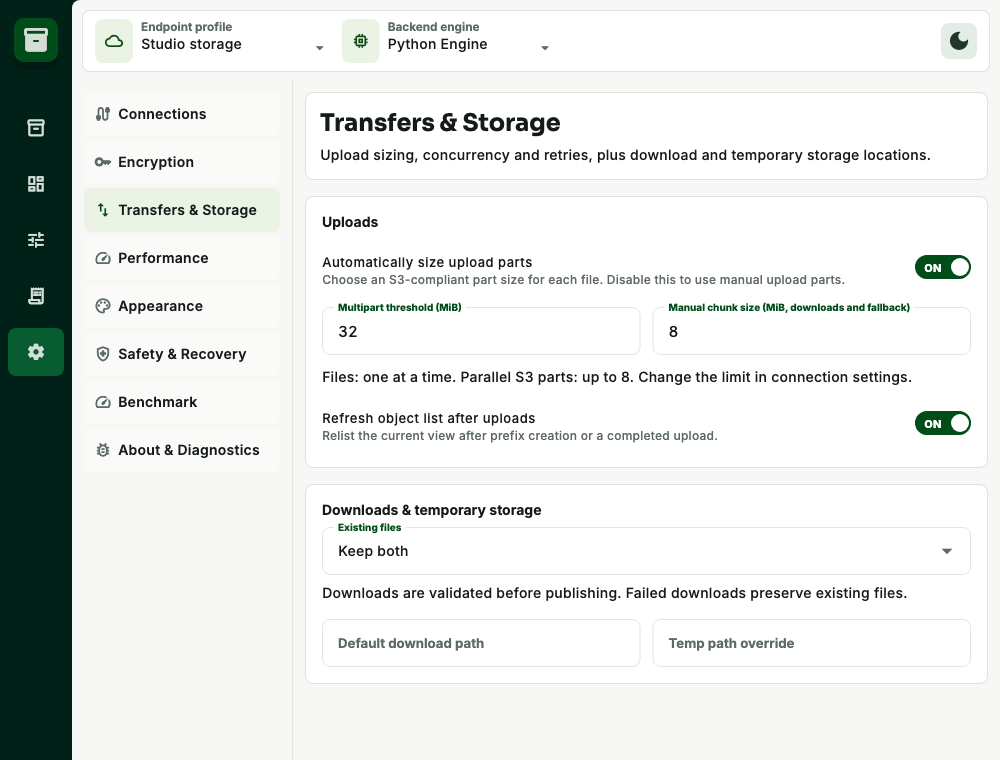 Endpoint profile
Studio storage
Backend engine
Python Engine
Connections
Encryption
Transfers & Storage
Performance
Appearance
Safety & Recovery
Benchmark
About & Diagnostics
Transfers & Storage
Upload sizing, concurrency and retries, plus download and temporary storage locations.
Uploads
Automatically size upload parts
Choose an S3-compliant part size for each file. Disable this to use manual upload parts.
ON
Multipart threshold (MiB)
32
Manual chunk size (MiB, downloads and fallback)
8
Files: one at a time. Parallel S3 parts: up to 8. Change the limit in connection settings.
Refresh object list after uploads
Relist the current view after prefix creation or a completed upload.
ON
Downloads & temporary storage
Existing files
Keep both
Downloads are validated before publishing. Failed downloads preserve existing files.
Default download path
Temp path override